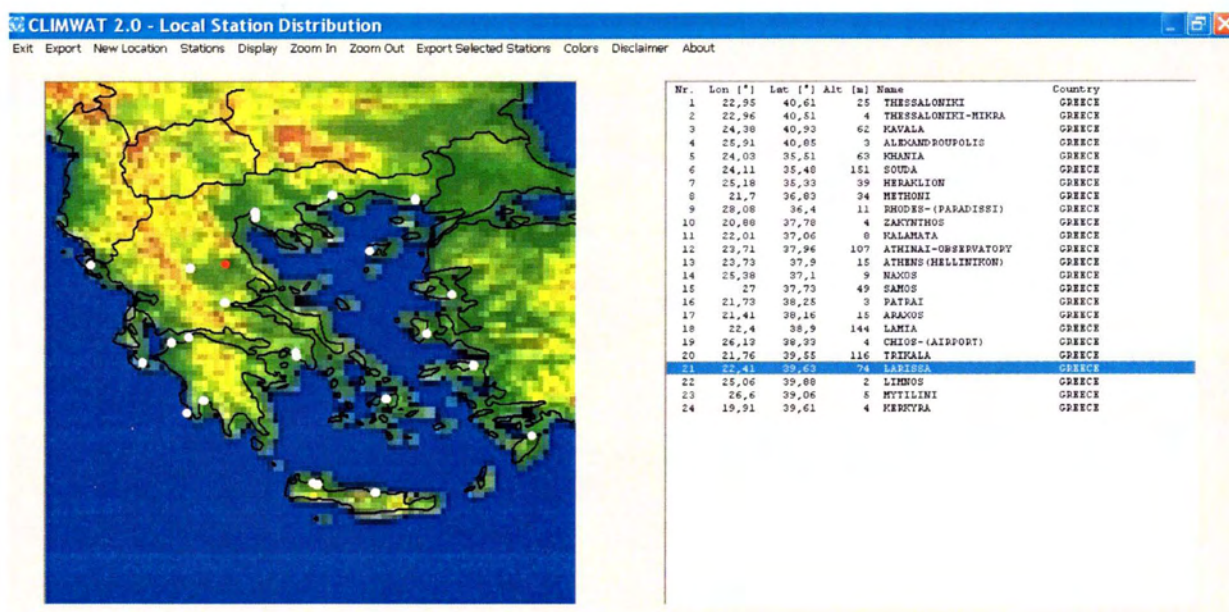 CLIMWAT 2.0 - Local Station Distribution
Exit Export New Location Stations Display Zoom In Zoom Out Export Selected Stations Colors Disclaimer About
Nr. Lon [°] Lat [°] Alt [m] Name Country
1 22,95 40,61 25 THESSALONIKI GREECE
2 22,96 40,51 4 THESSALONIKI-MIKRA GREECE
3 24,38 40,93 62 KAVALA GREECE
4 25,91 40,85 3 ALEXANDROUPOLIS GREECE
5 24,03 35,51 63 KHANIA GREECE
6 24,11 35,48 151 SOUDA GREECE
7 25,18 35,33 39 HERAKLION GREECE
8 21,7 36,83 34 METHONI GREECE
9 28,08 36,4 11 RHODES-(PARADISSI) GREECE
10 20,88 37,78 4 ZAKYNTHOS GREECE
11 22,01 37,06 8 KALAMATA GREECE
12 23,71 37,96 107 ATHINAI-OBSERVATORY GREECE
13 23,73 37,9 15 ATHENS(HELLINIKON) GREECE
14 25,38 37,1 9 NAXOS GREECE
15 27 37,73 49 SAMOS GREECE
16 21,73 38,25 3 PATRAI GREECE
17 21,41 38,16 15 ARAXOS GREECE
18 22,4 38,9 144 LAMIA GREECE
19 26,13 38,33 4 CHIOS-(AIRPORT) GREECE
20 21,76 39,55 116 TRIKALA GREECE
21 22,41 39,63 74 LARISSA GREECE
22 25,06 39,88 2 LIMNOS GREECE
23 26,6 39,06 5 MYTILINI GREECE
24 19,91 39,61 4 KERKYRA GREECE